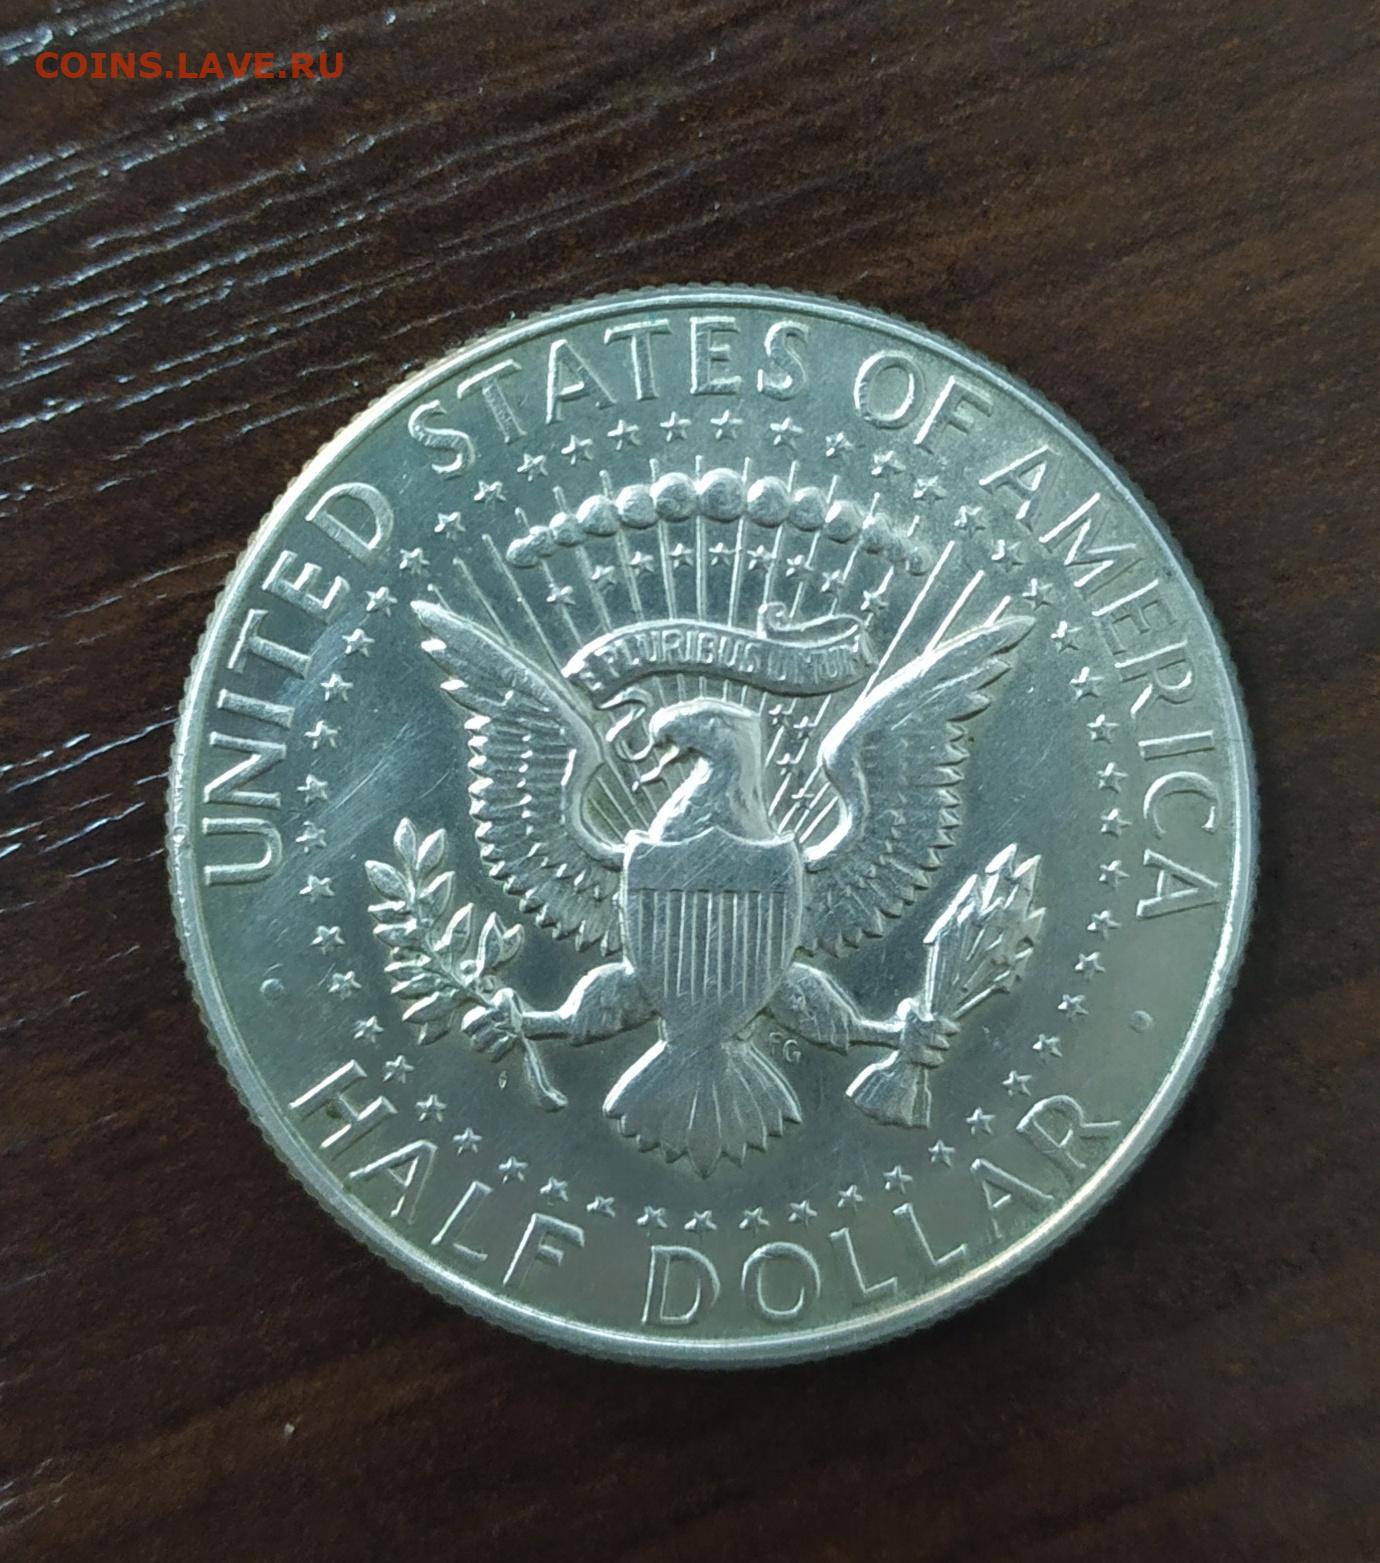 COINS.LAVE.RU
UNITED STATES OF AMERICA
E PLURIBUS UNUM
FG
HALF DOLLAR